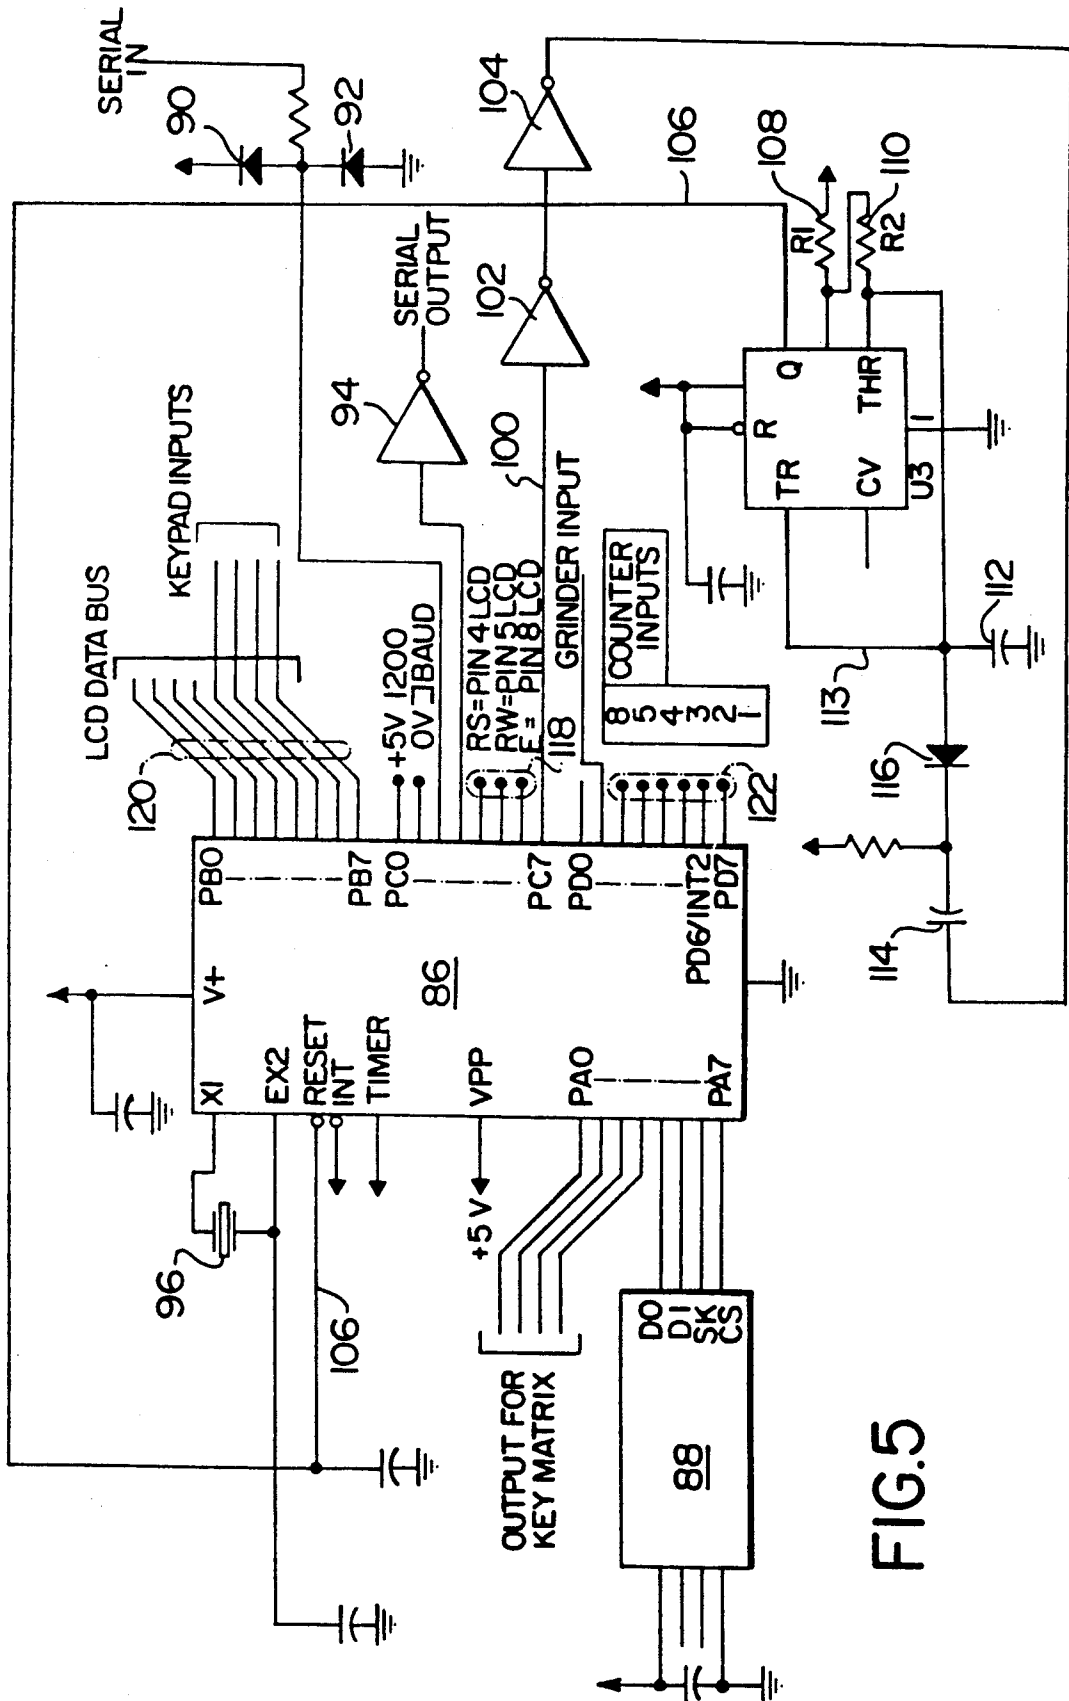 SERIAL
IN
90
92
104
106
108
110
R1
R2
SERIAL
OUTPUT
94
102
100
KEYPAD INPUTS
LCD DATA BUS
120
+5V 1200
0V BAUD
RS=PIN 4 LCD
RW=PIN 5 LCD
E = PIN 8 LCD
118
GRINDER INPUT
COUNTER
INPUTS
8
5
4
3
2
1
122
Q
R
THR
TR
CV
1
U3
112
113
116
114
PB0
PB7
PC0
PC7
PD0
PD6/INT2
PD7
V+
86
X1
EX2
RESET
INT
TIMER
VPP
PA0
PA7
96
106
+5V
OUTPUT FOR
KEY MATRIX
DO
DI
SK
CS
88
FIG.5